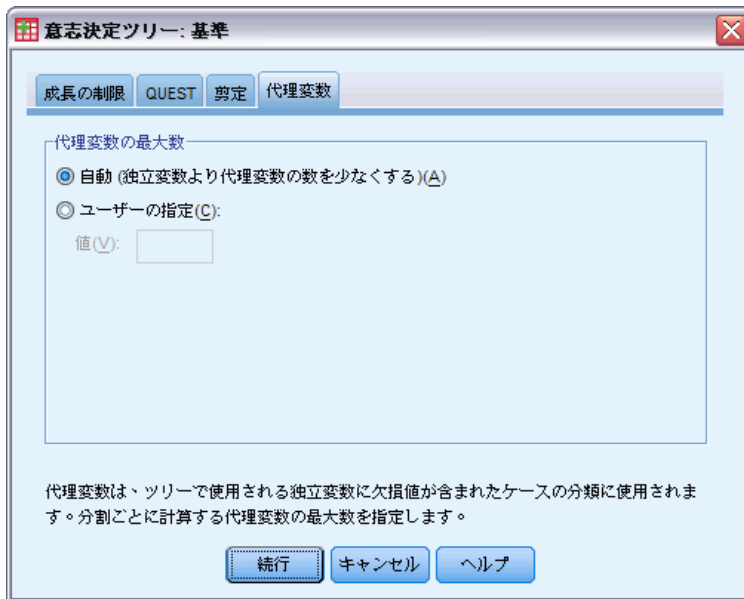 意志決定ツリー: 基準
成長の制限 QUEST 剪定 代理変数
代理変数の最大数
自動 (独立変数より代理変数の数を少なくする)(A)
ユーザーの指定(C):
値(V):
代理変数は、ツリーで使用される独立変数に欠損値が含まれたケースの分類に使用されま
す。分割ごとに計算する代理変数の最大数を指定します。
続行 キャンセル ヘルプ